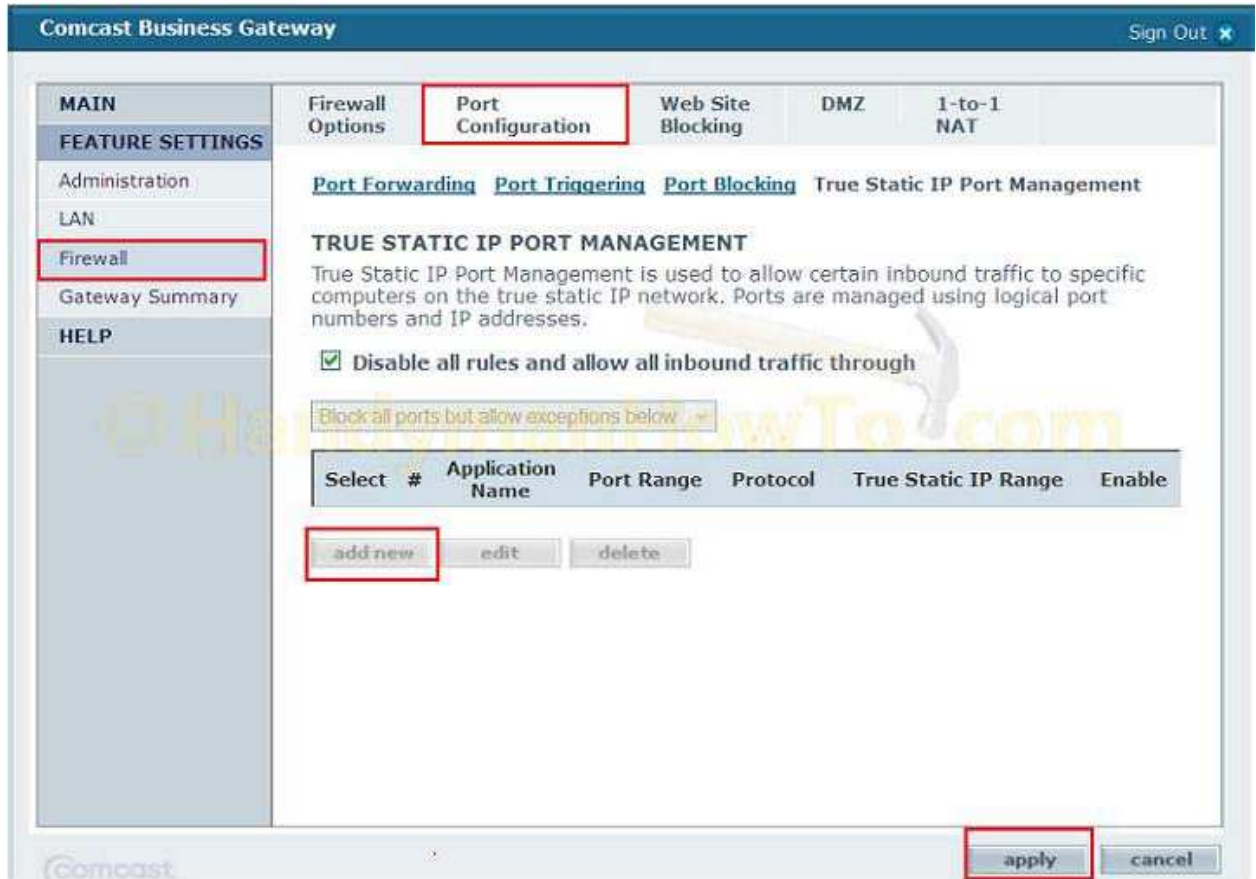 Comcast Business Gateway
Sign Out x
MAIN
FEATURE SETTINGS
Administration
LAN
Firewall
Gateway Summary
HELP
Firewall Options
Port Configuration
Web Site Blocking
DMZ
1-to-1 NAT
Port Forwarding Port Triggering Port Blocking True Static IP Port Management
TRUE STATIC IP PORT MANAGEMENT
True Static IP Port Management is used to allow certain inbound traffic to specific
computers on the true static IP network. Ports are managed using logical port
numbers and IP addresses.
Disable all rules and allow all inbound traffic through
Block all ports but allow exceptions below
© HandymanHowTo.com
Select # Application Name Port Range Protocol True Static IP Range Enable
add new edit delete
Comcast
apply cancel